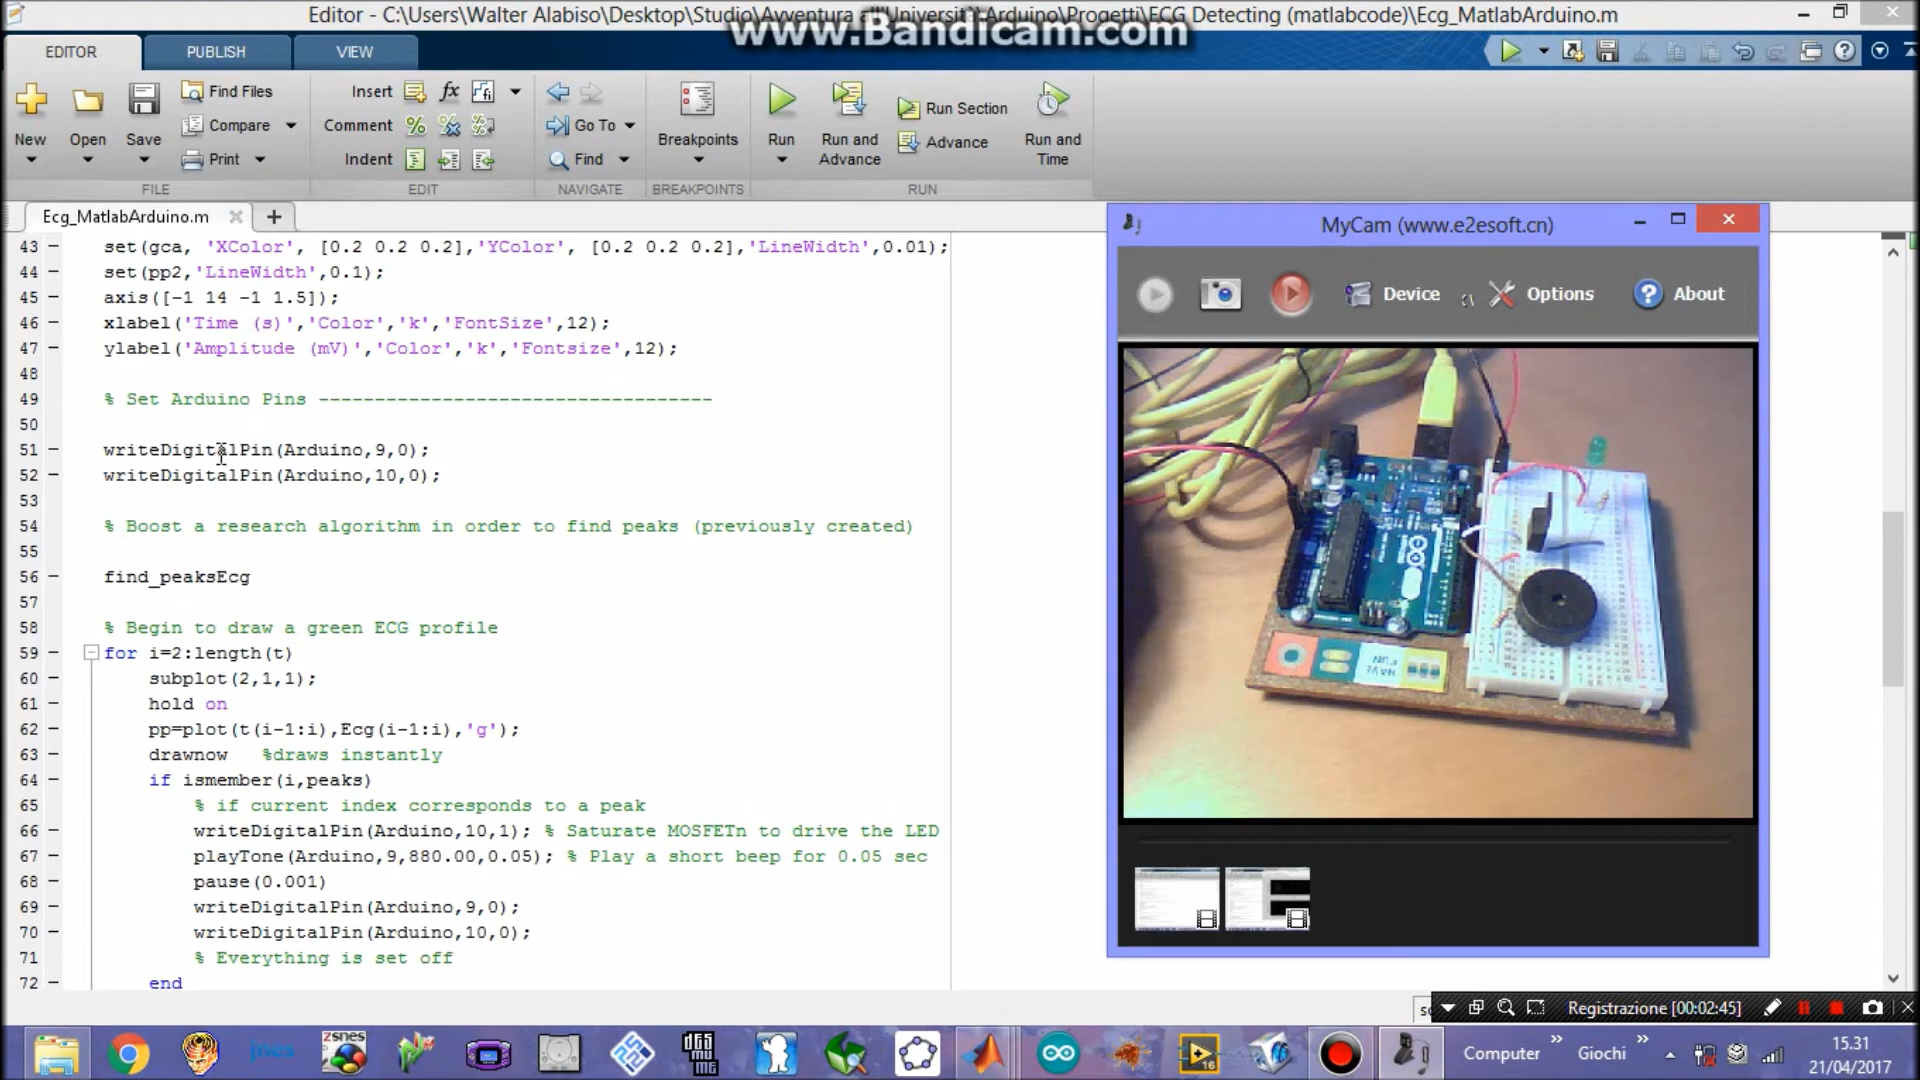 Editor - C:\Users\Walter Alabiso\Desktop\Studio\Avventura all'Università\Arduino\Progetti\ECG Detecting (matlabcode)\Ecg_MatlabArduino.m
www.Bandicam.com
EDITOR
PUBLISH
VIEW
New
Open
Save
Find Files
Compare
Print
FILE
Insert
fx
Comment
Indent
EDIT
Go To
Find
NAVIGATE
Breakpoints
BREAKPOINTS
Run
Run and Advance
Run Section
Advance
Run and Time
RUN
Ecg_MatlabArduino.m
43 – set(gca, 'XColor', [0.2 0.2 0.2],'YColor', [0.2 0.2 0.2],'LineWidth',0.01);
44 – set(pp2,'LineWidth',0.1);
45 – axis([-1 14 -1 1.5]);
46 – xlabel('Time (s)','Color','k','FontSize',12);
47 – ylabel('Amplitude (mV)','Color','k','Fontsize',12);
48
49 – % Set Arduino Pins -----------------------------------
50
51 – writeDigitalPin(Arduino,9,0);
52 – writeDigitalPin(Arduino,10,0);
53
54 – % Boost a research algorithm in order to find peaks (previously created)
55
56 – find_peaksEcg
57
58 – % Begin to draw a green ECG profile
59 – for i=2:length(t)
60 – subplot(2,1,1);
61 – hold on
62 – pp=plot(t(i-1:i),Ecg(i-1:i),'g');
63 – drawnow %draws instantly
64 – if ismember(i,peaks)
65 – % if current index corresponds to a peak
66 – writeDigitalPin(Arduino,10,1); % Saturate MOSFETn to drive the LED
67 – playTone(Arduino,9,880.00,0.05); % Play a short beep for 0.05 sec
68 – pause(0.001)
69 – writeDigitalPin(Arduino,9,0);
70 – writeDigitalPin(Arduino,10,0);
71 – % Everything is set off
72 – end
MyCam (www.e2esoft.cn)
Device
Options
About
Registrazione [00:02:45]
zsnes
Computer
Giochi
15.31
21/04/2017